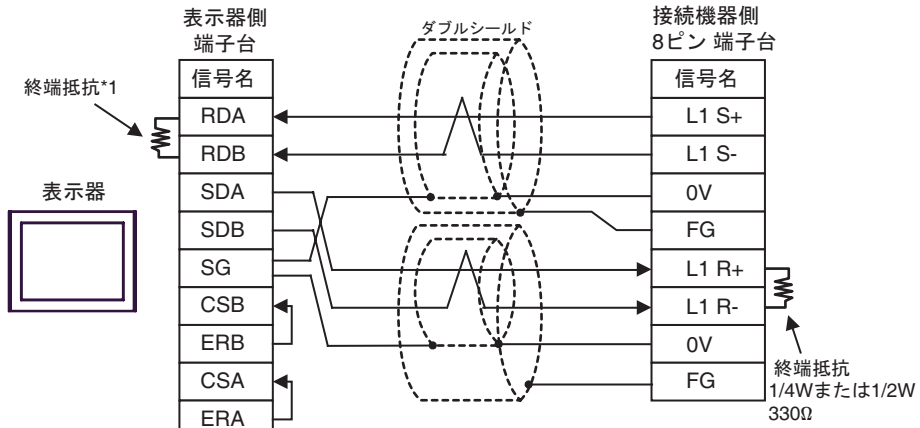 表示器側
端子台
信号名
RDA
RDB
SDA
SDB
SG
CSB
ERB
CSA
ERA
終端抵抗*1
表示器
ダブルシールド
接続機器側
8ピン 端子台
信号名
L1 S+
L1 S-
0V
FG
L1 R+
L1 R-
0V
FG
終端抵抗
1/4Wまたは1/2W
330Ω